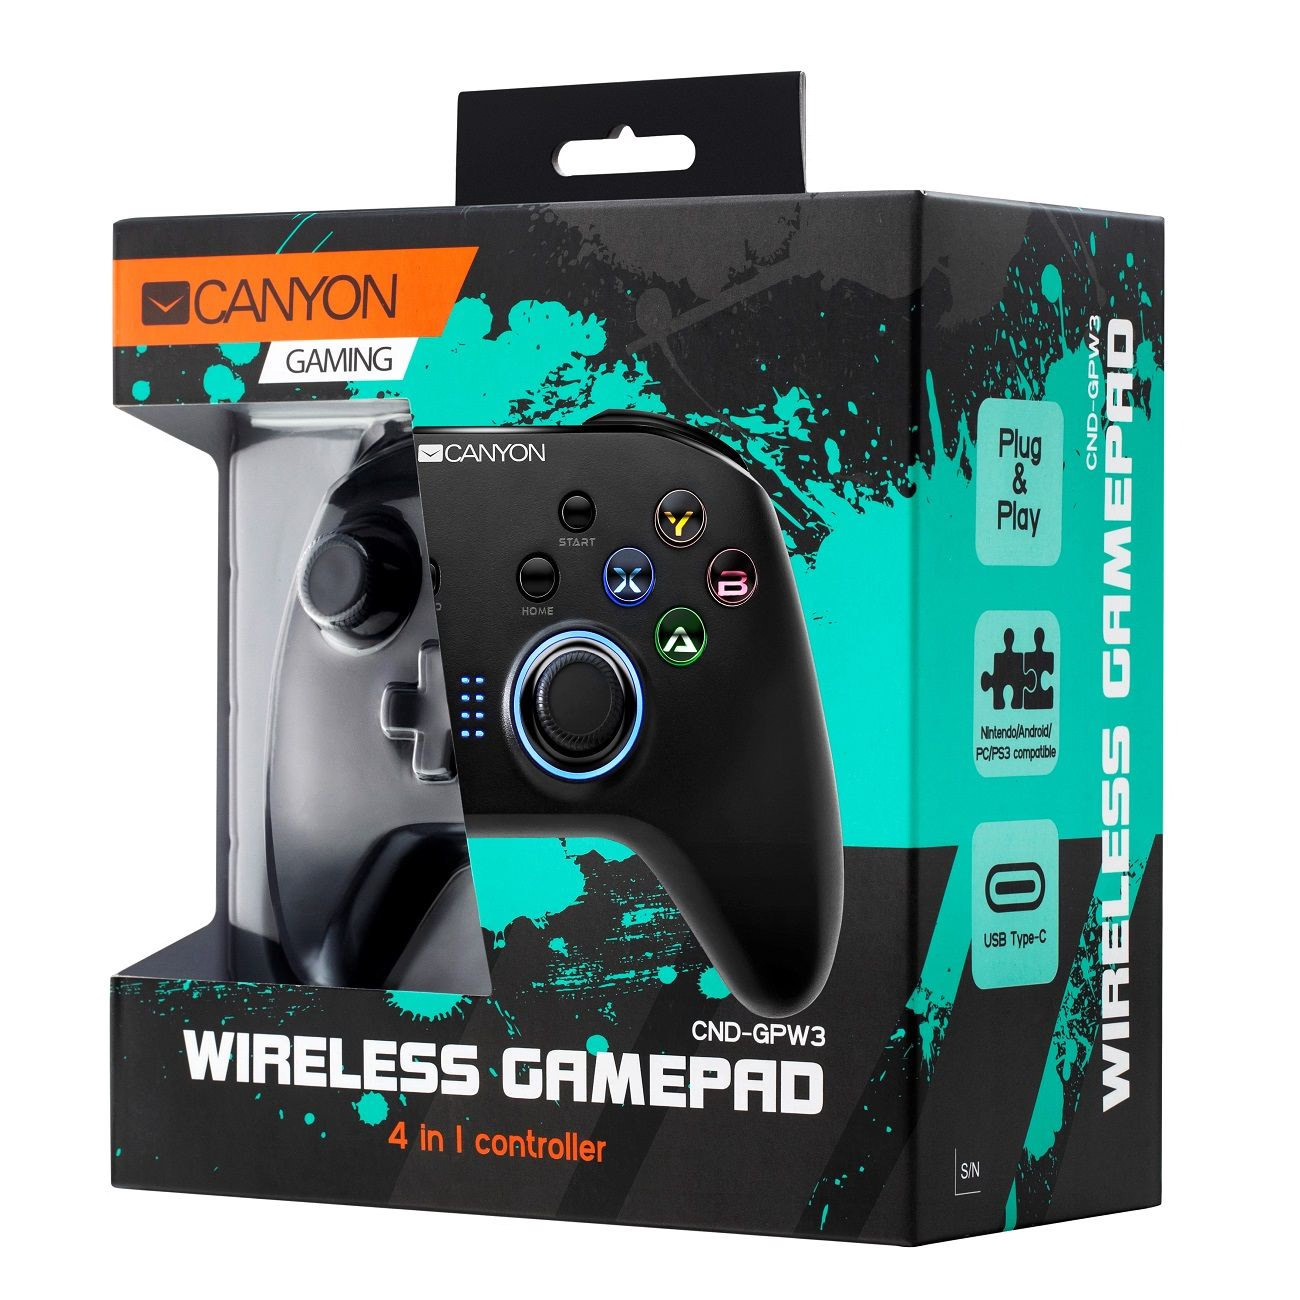 CANYON
GAMING
CANYON
START
HOME
Y
X
B
A
CND-GPW3
WIRELESS GAMEPAD
4 in 1 controller
CND-GPW3
WIRELESS GAMEPAD
Plug
&
Play
Nintendo/Android/
PC/PS3 compatible
USB Type-C
S/N